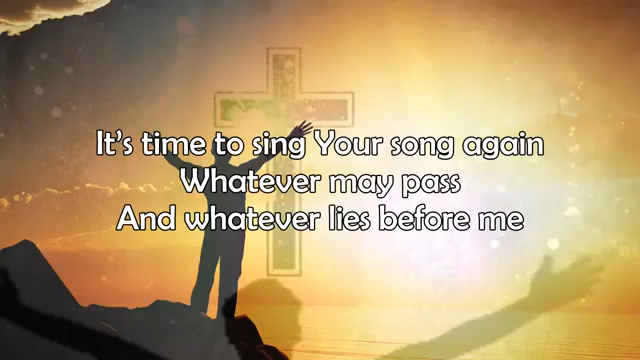 It's time to sing Your song again
Whatever may pass
And whatever lies before me